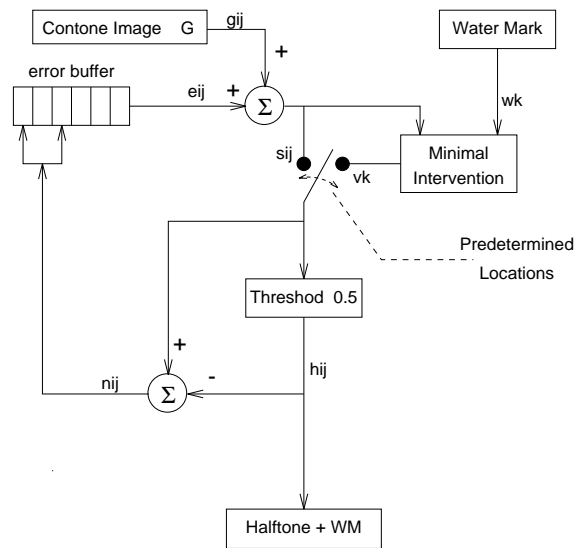 Contone Image G
gij
Water Mark
+
error buffer
eij
+
Σ
wk
sij
vk
Minimal
Intervention
Predetermined
Locations
Threshod 0.5
+
-
hij
nij
Σ
Halftone + WM